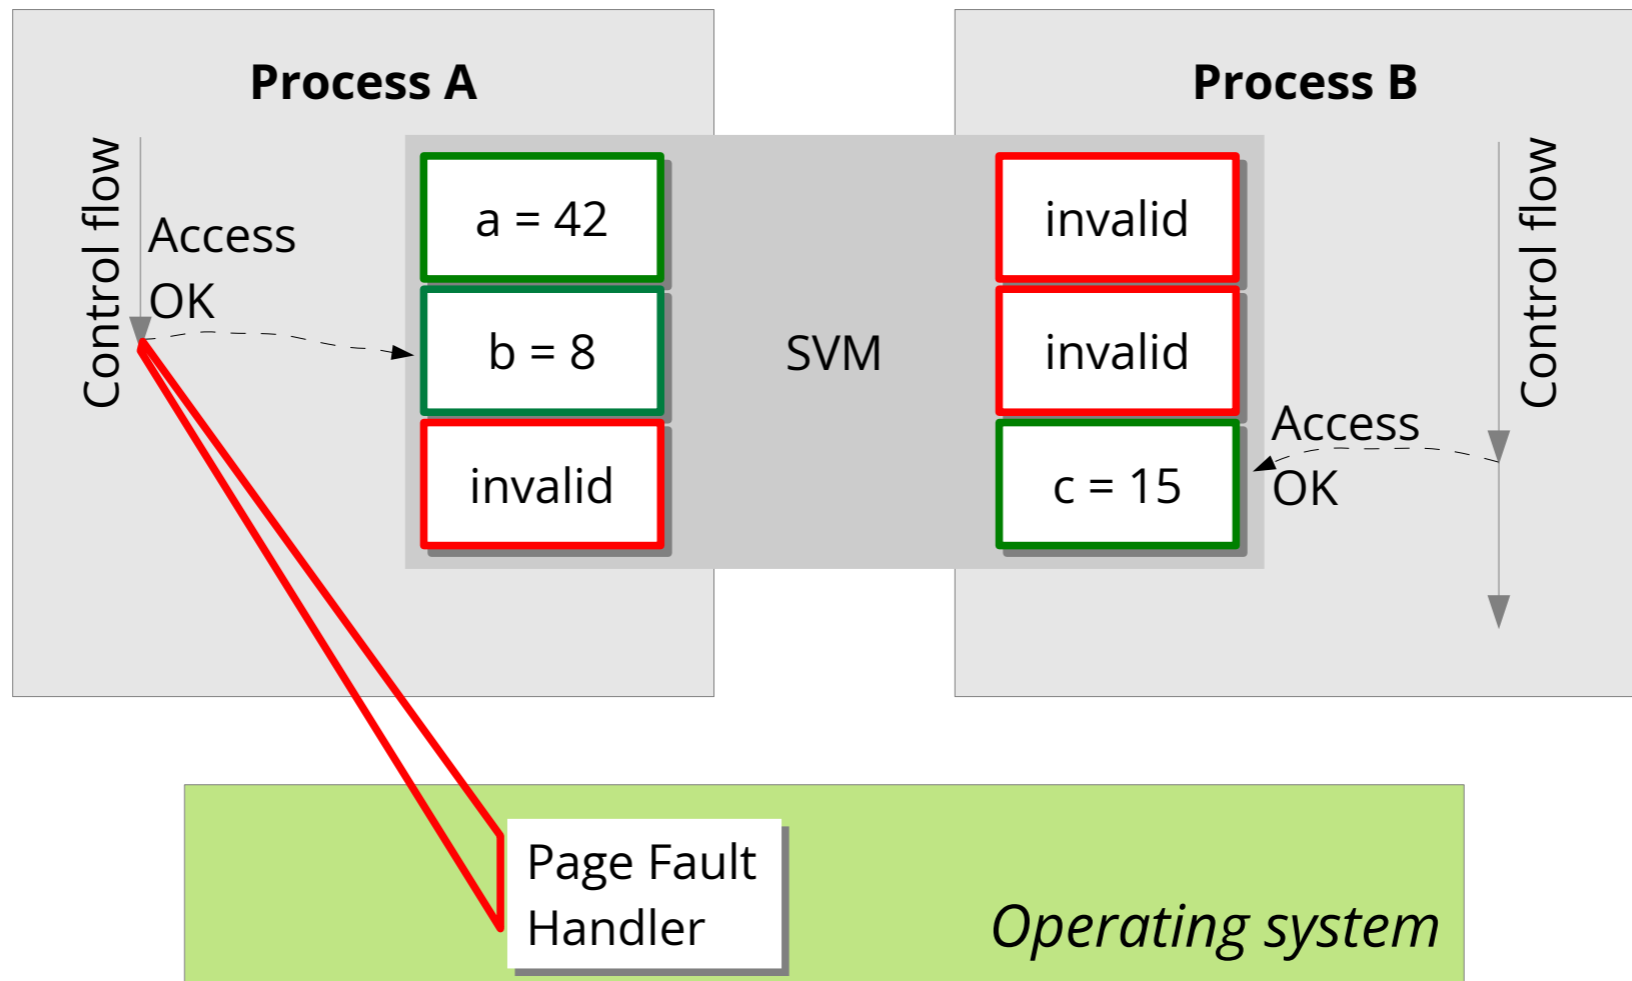 Process A
Control flow
Access
OK
a = 42
b = 8
invalid
SVM
Process B
invalid
invalid
c = 15
Access
OK
Control flow
Page Fault
Handler
Operating system